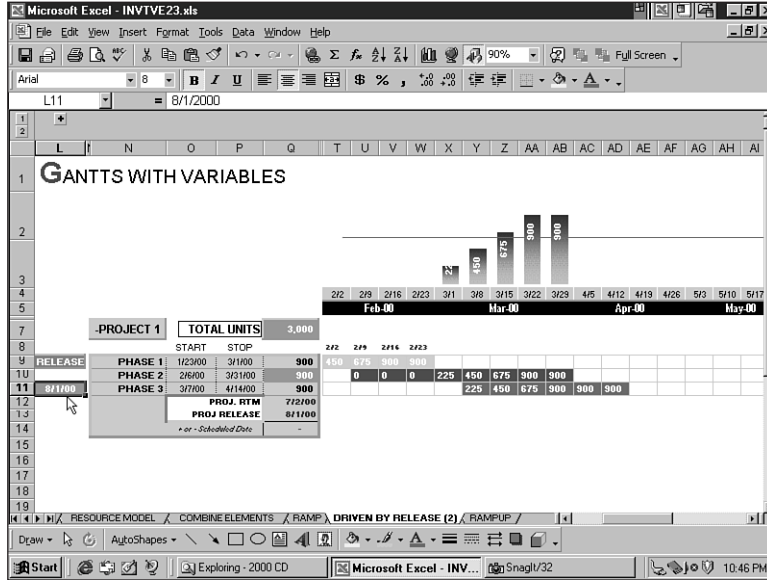 Microsoft Excel - INVTVE23.xls
File Edit View Insert Format Tools Data Window Help
90% Full Screen
Arial 8 B I U $ % ,
L11 = 8/1/2000
1
2
L N O P Q T U V W X Y Z AA AB AC AD AE AF AG AH AI
1 GANTTS WITH VARIABLES
2
450 675 900 900
3
4 2/2 2/9 2/16 2/23 3/1 3/8 3/15 3/22 3/29 4/5 4/12 4/19 4/26 5/3 5/10 5/17
5 Feb-00 Mar-00 Apr-00 May-00
7 -PROJECT 1 TOTAL UNITS 3,000
8 START STOP 2/2 2/9 2/16 2/23
9 RELEASE PHASE 1 1/23/00 3/1/00 900 450 675 900 900
10 PHASE 2 2/6/00 3/31/00 900 0 0 0 225 450 675 900 900
11 8/1/00 PHASE 3 3/7/00 4/14/00 900 225 450 675 900 900 900
12 PROJ. RTM 7/2/00
13 PROJ RELEASE 8/1/00
14 + or - Scheduled Date -
15
16
17
18
19
RESOURCE MODEL COMBINE ELEMENTS RAMP DRIVEN BY RELEASE (2) RAMPUP
Draw AutoShapes
Start Exploring - 2000 CD Microsoft Excel - INV... SnagIt/32 10:46 PM